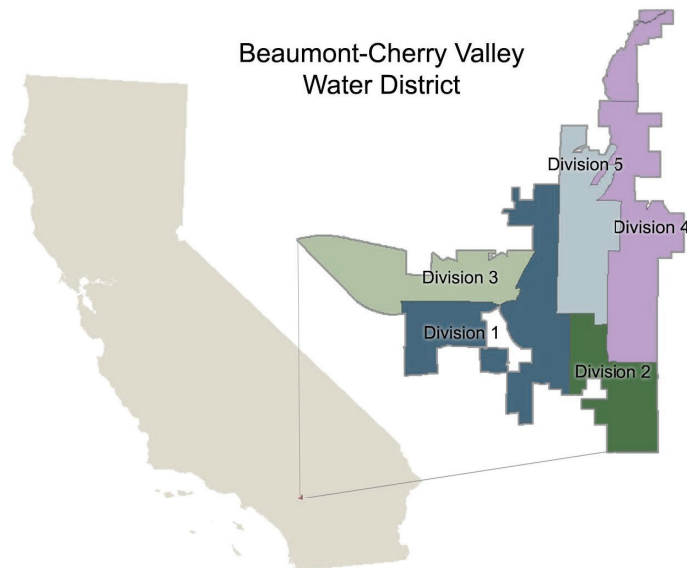 Beaumont-Cherry Valley
Water District
Division 5
Division 4
Division 3
Division 1
Division 2